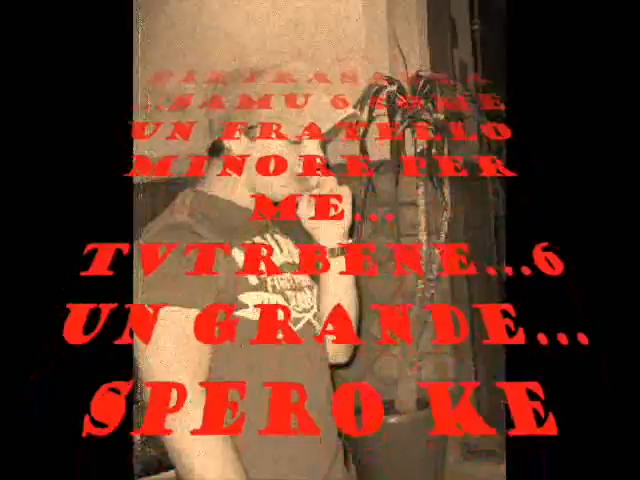 ...SAMU 6 COME
UN FRATELLO
MINORE PER
ME...
TVTRBENE...6
UN GRANDE...
SPERO KE